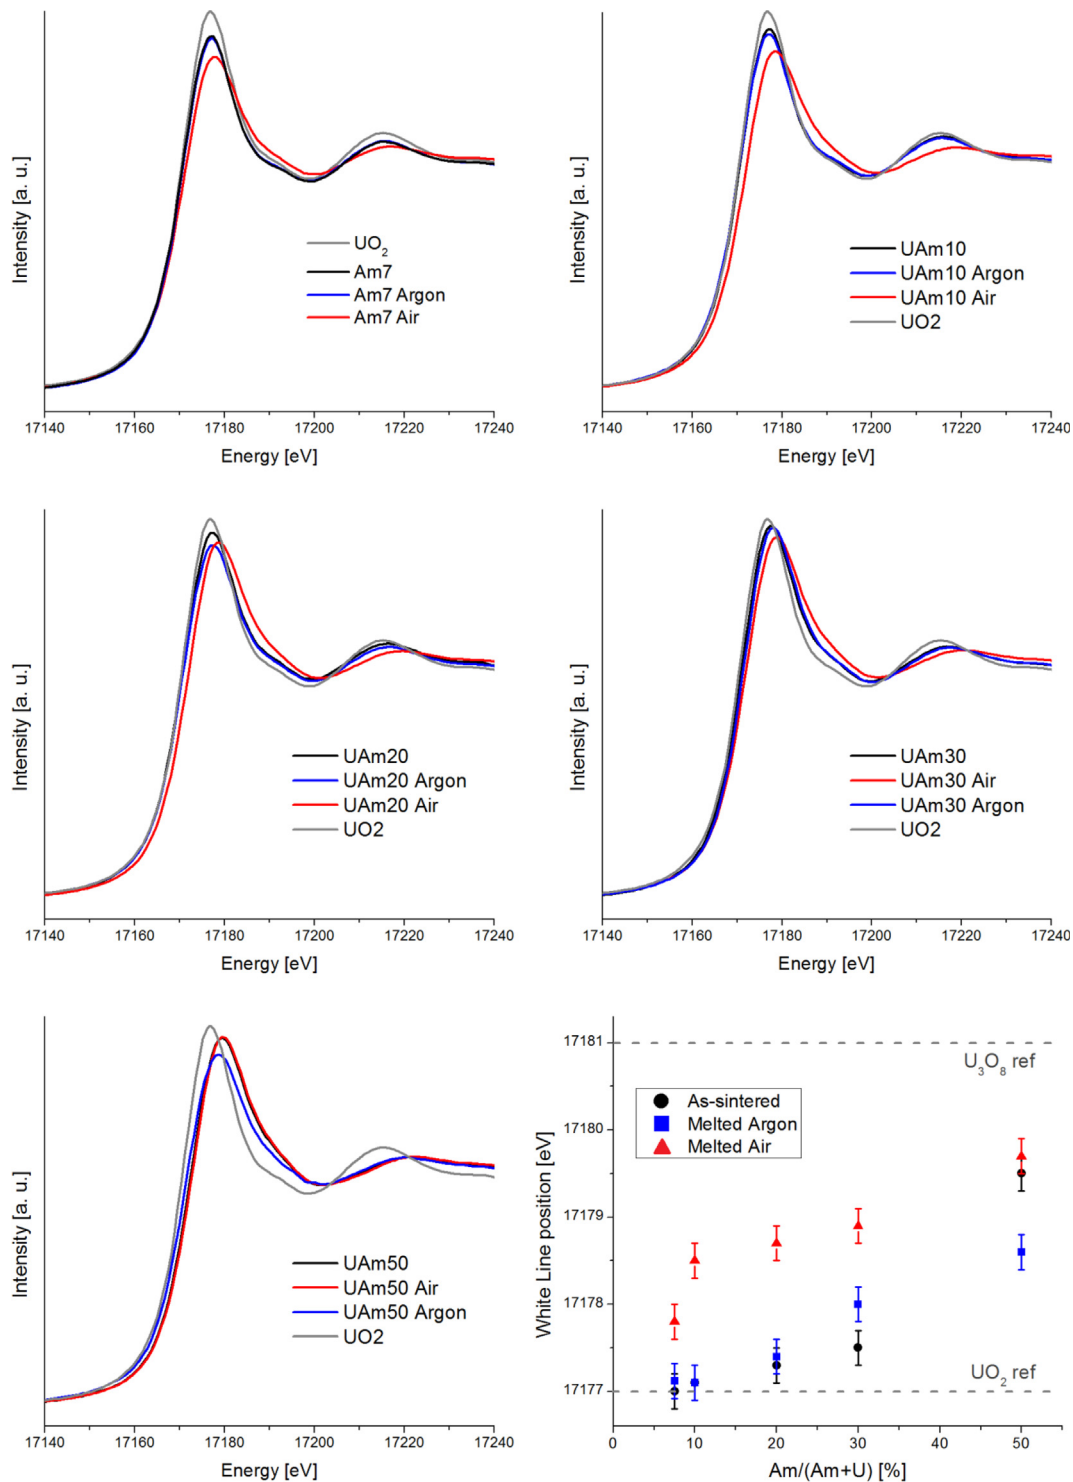 Intensity [a. u.]
UO2
Am7
Am7 Argon
Am7 Air
17140 17160 17180 17200 17220 17240
Energy [eV]
Intensity [a. u.]
UAm10
UAm10 Argon
UAm10 Air
UO2
17140 17160 17180 17200 17220 17240
Energy [eV]
Intensity [a. u.]
UAm20
UAm20 Argon
UAm20 Air
UO2
17140 17160 17180 17200 17220 17240
Energy [eV]
Intensity [a. u.]
UAm30
UAm30 Air
UAm30 Argon
UO2
17140 17160 17180 17200 17220 17240
Energy [eV]
Intensity [a. u.]
UAm50
UAm50 Air
UAm50 Argon
UO2
17140 17160 17180 17200 17220 17240
Energy [eV]
White Line position [eV]
17181
U3O8 ref
As-sintered
Melted Argon
Melted Air
17180
17179
17178
UO2 ref
17177
0 10 20 30 40 50
Am/(Am+U) [%]